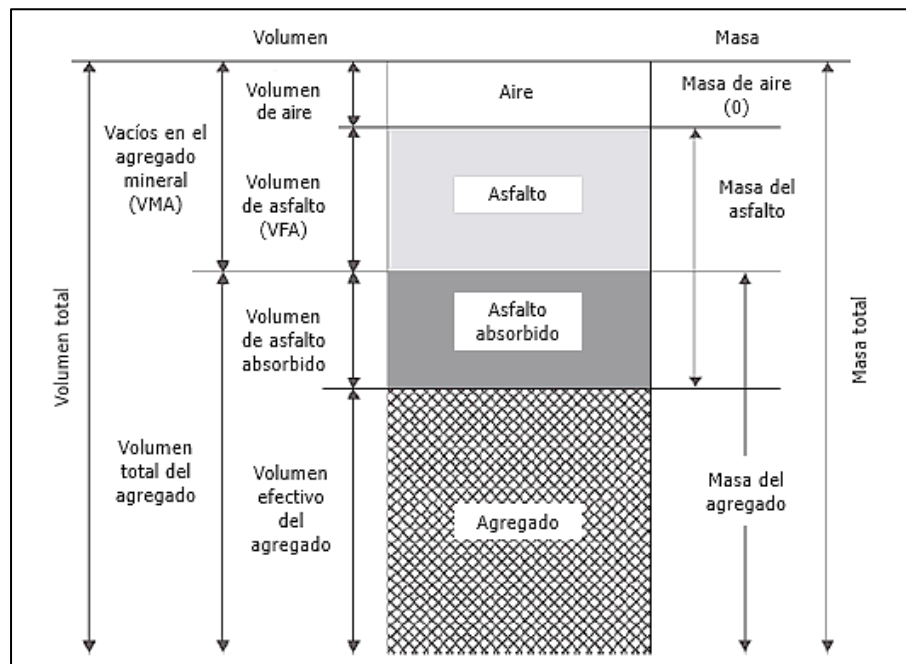 Volumen
Masa
Volumen
de aire
Aire
Masa de aire
(0)
Vacíos en el
agregado
mineral
(VMA)
Volumen
de asfalto
(VFA)
Asfalto
Masa del
asfalto
Volumen total
Volumen
de asfalto
absorbido
Asfalto
absorbido
Masa total
Volumen
total del
agregado
Volumen
efectivo
del
agregado
Agregado
Masa del
agregado